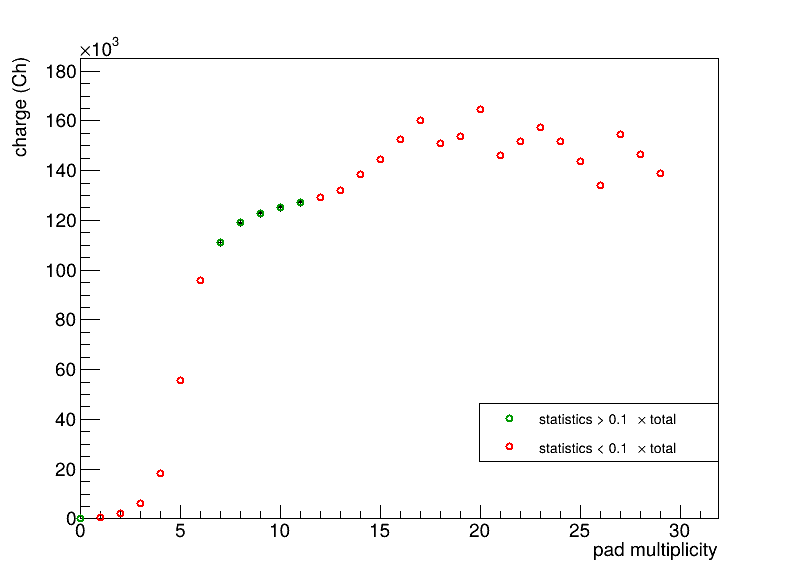 ×10³
charge (Ch)
180
160
140
120
100
80
60
40
20
0
statistics > 0.1 × total
statistics < 0.1 × total
0 5 10 15 20 25 30
pad multiplicity